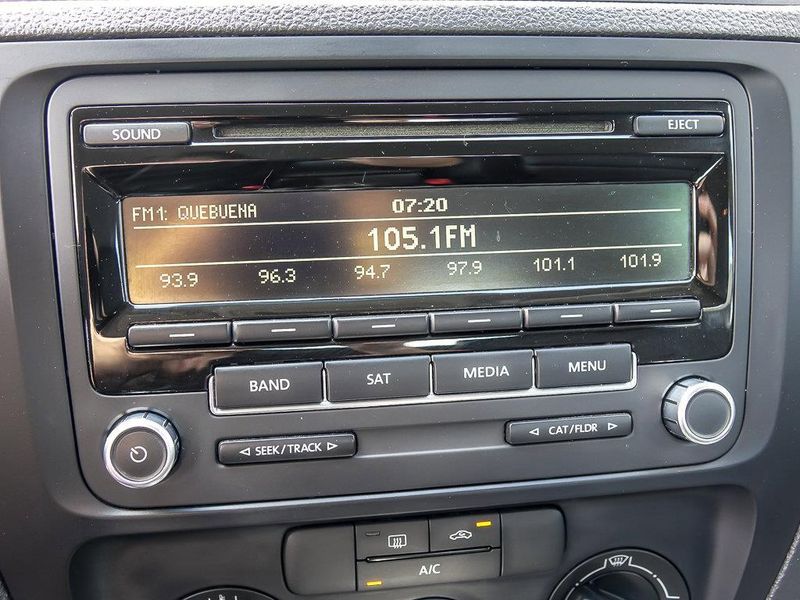 SOUND
EJECT
FM1: QUEBUENA 07:20
105.1FM
93.9 96.3 94.7 97.9 101.1 101.9
BAND SAT MEDIA MENU
◁ SEEK/TRACK ▷
◁ CAT/FLDR ▷
A/C